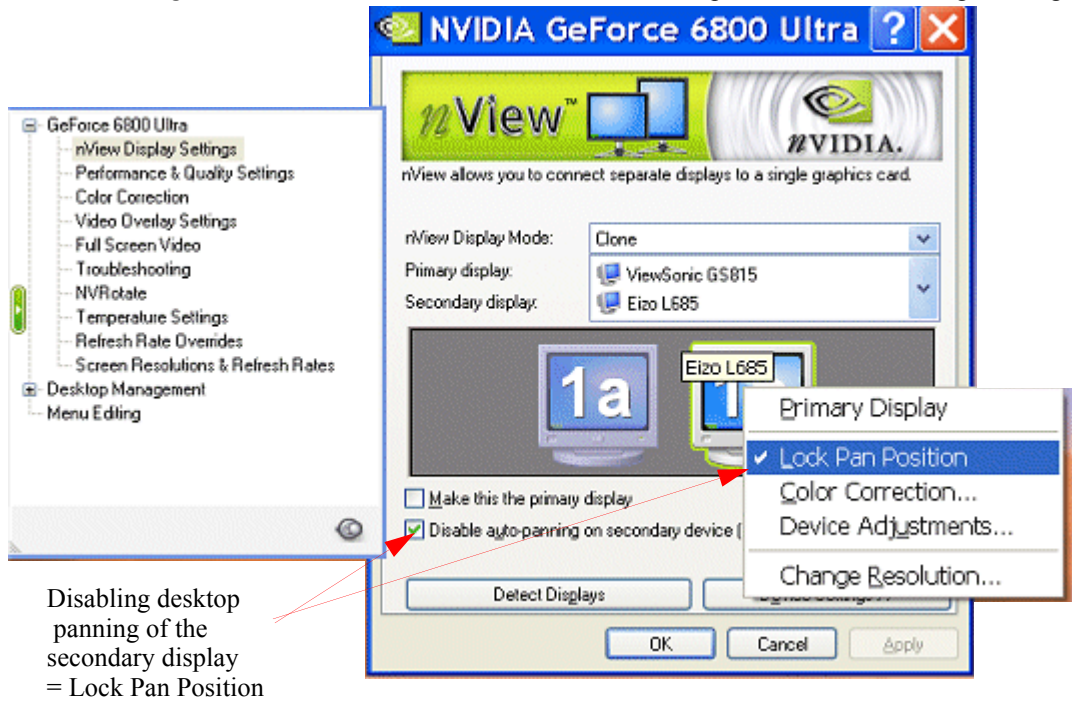 NVIDIA GeForce 6800 Ultra
nView™
nVIDIA.
nView allows you to connect separate displays to a single graphics card.
GeForce 6800 Ultra
nView Display Settings
Performance & Quality Settings
Color Correction
Video Overlay Settings
Full Screen Video
Troubleshooting
NVRotate
Temperature Settings
Refresh Rate Overrides
Screen Resolutions & Refresh Rates
Desktop Management
Menu Editing
nView Display Mode: Clone
Primary display: ViewSonic GS815
Secondary display: Eizo L685
1a
Eizo L685
Primary Display
Lock Pan Position
Color Correction...
Device Adjustments...
Change Resolution...
Make this the primary display
Disable auto-panning on secondary device (
Detect Displays
OK Cancel Apply
Disabling desktop
panning of the
secondary display
= Lock Pan Position